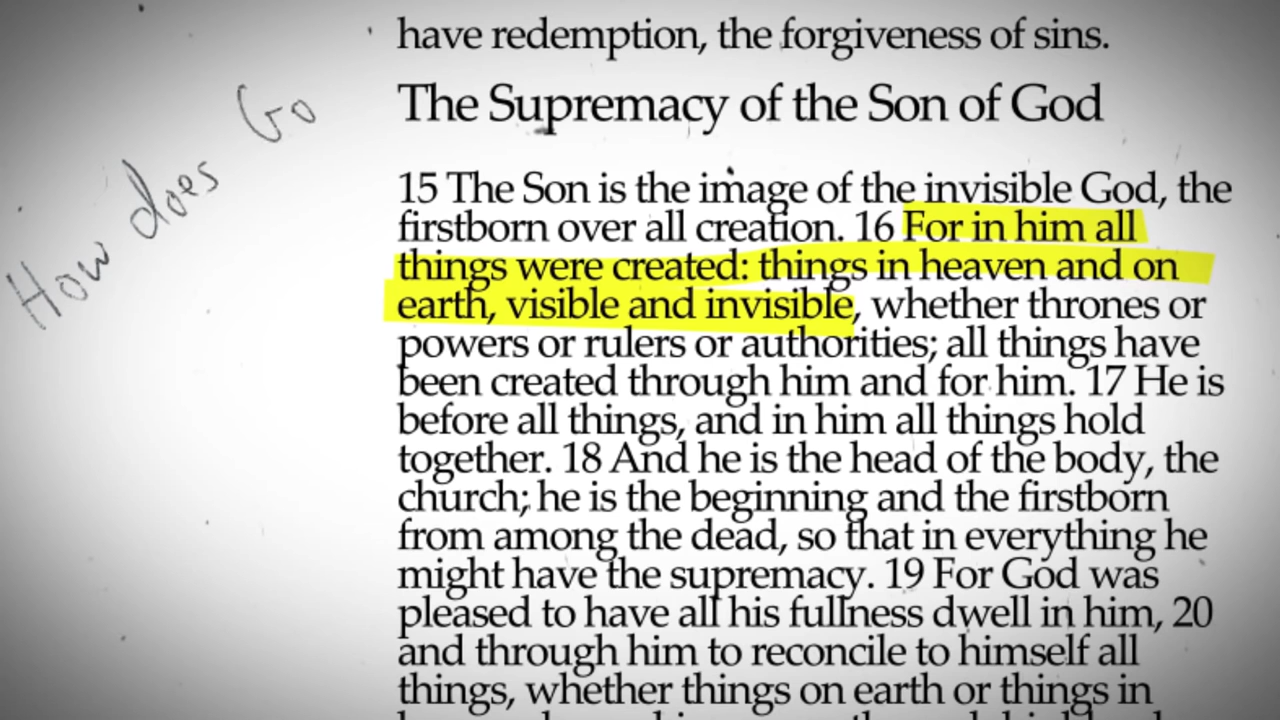 have redemption, the forgiveness of sins.
How does Go
The Supremacy of the Son of God
15 The Son is the image of the invisible God, the
firstborn over all creation. 16 For in him all
things were created: things in heaven and on
earth, visible and invisible, whether thrones or
powers or rulers or authorities; all things have
been created through him and for him. 17 He is
before all things, and in him all things hold
together. 18 And he is the head of the body, the
church; he is the beginning and the firstborn
from among the dead, so that in everything he
might have the supremacy. 19 For God was
pleased to have all his fullness dwell in him, 20
and through him to reconcile to himself all
things, whether things on earth or things in